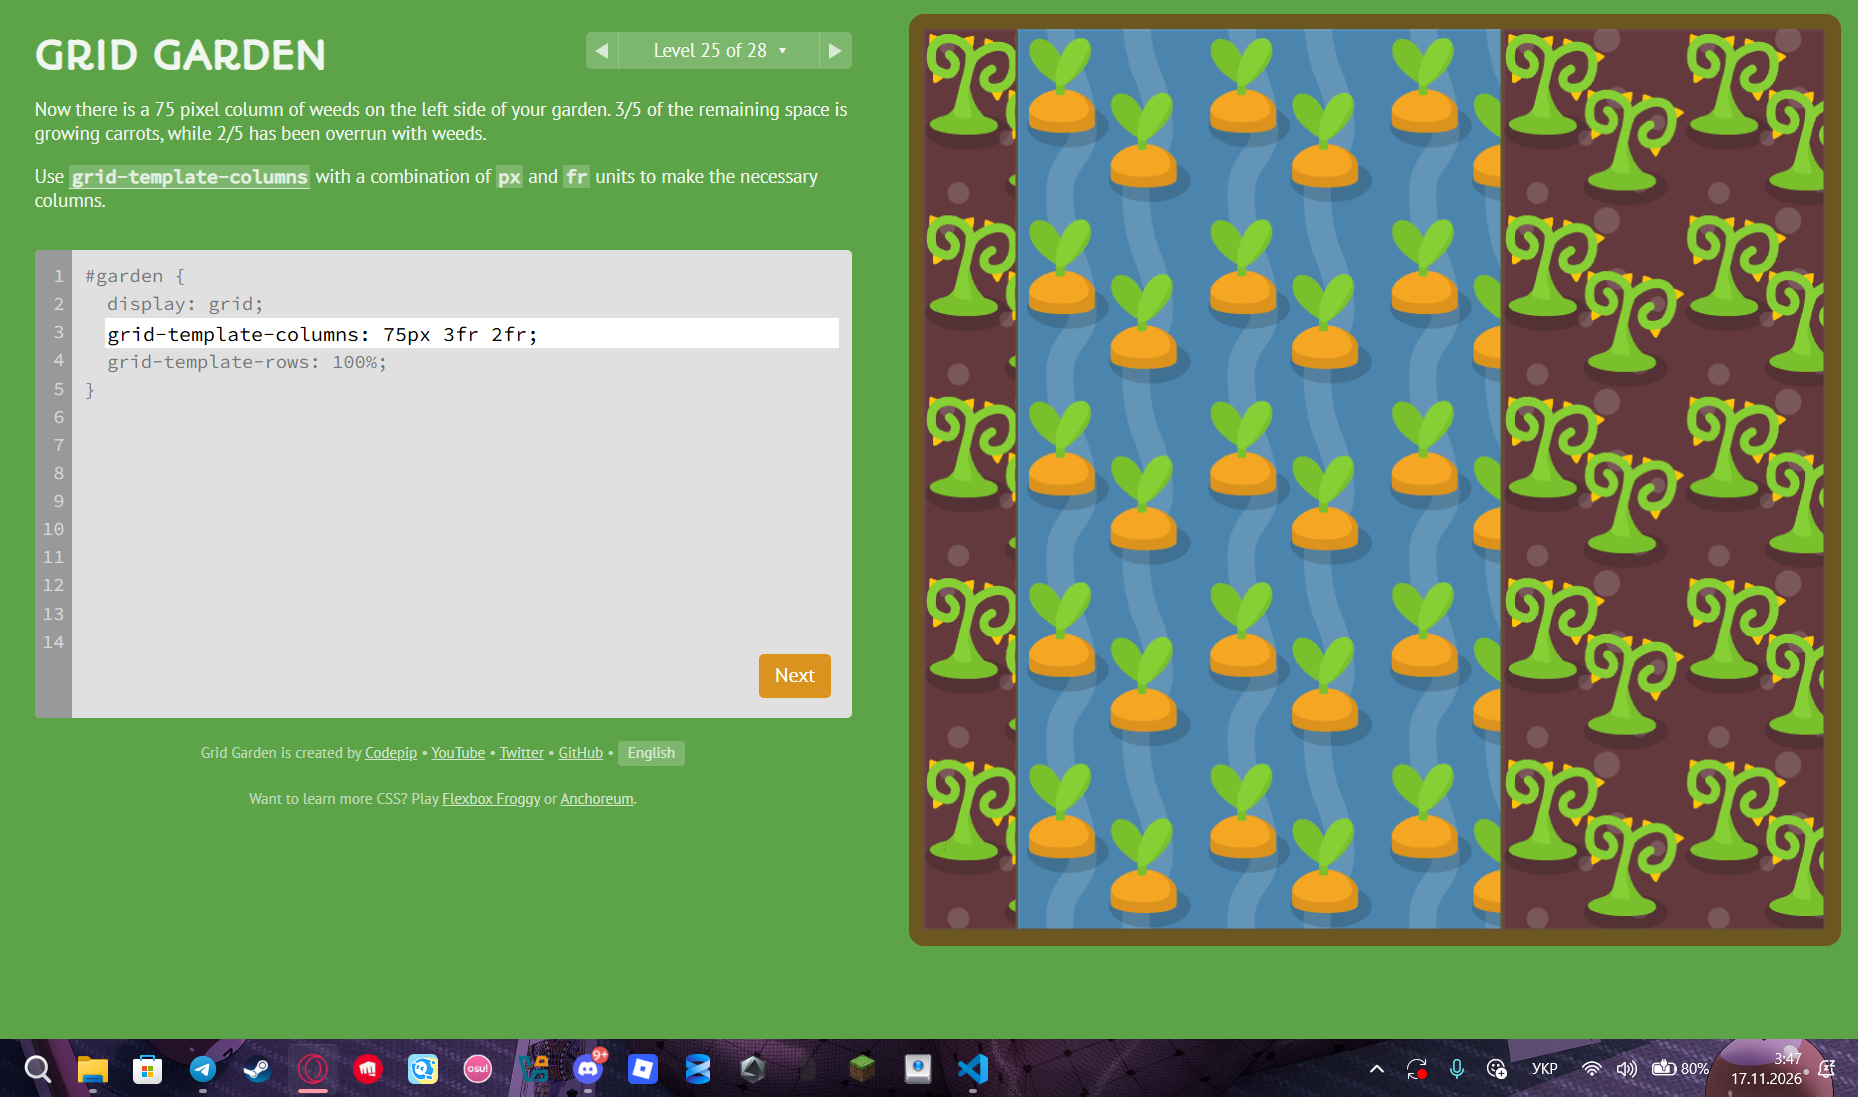 GRID GARDEN
◀ Level 25 of 28 ▾ ▶
Now there is a 75 pixel column of weeds on the left side of your garden. 3/5 of the remaining space is
growing carrots, while 2/5 has been overrun with weeds.
Use grid-template-columns with a combination of px and fr units to make the necessary
columns.
1 #garden {
2 display: grid;
3 grid-template-columns: 75px 3fr 2fr;
4 grid-template-rows: 100%;
5 }
6
7
8
9
10
11
12
13
14
Next
Grid Garden is created by Codepip • YouTube • Twitter • GitHub • English
Want to learn more CSS? Play Flexbox Froggy or Anchoreum.
osu!
9+
УКР
80%
3:47
17.11.2026